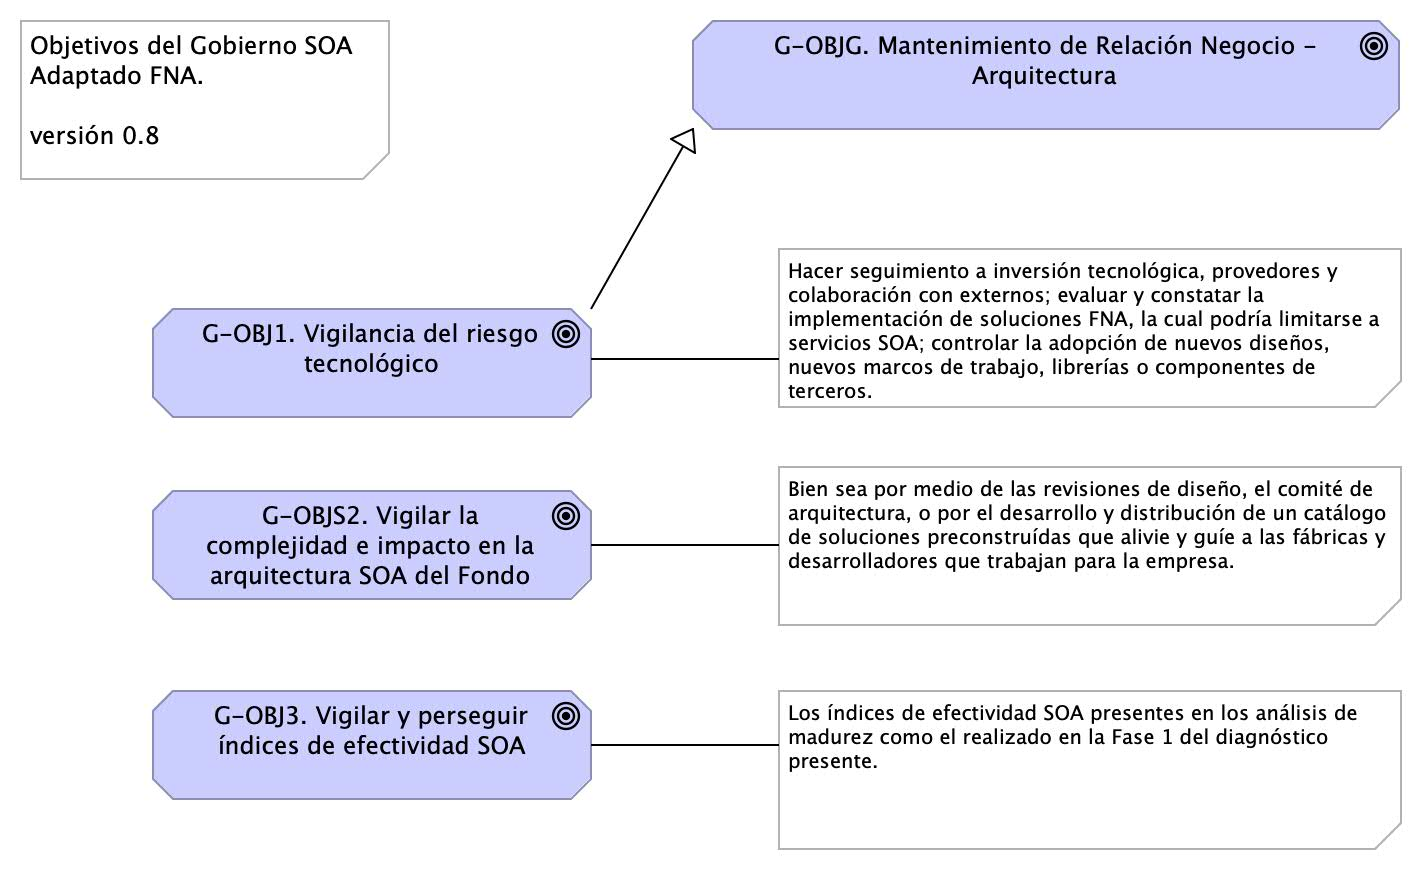 Objetivos del Gobierno SOA
Adaptado FNA.
versión 0.8
G-OBJG. Mantenimiento de Relación Negocio -
Arquitectura
G-OBJ1. Vigilancia del riesgo
tecnológico
Hacer seguimiento a inversión tecnológica, provedores y
colaboración con externos; evaluar y constatar la
implementación de soluciones FNA, la cual podría limitarse a
servicios SOA; controlar la adopción de nuevos diseños,
nuevos marcos de trabajo, librerías o componentes de
terceros.
G-OBJS2. Vigilar la
complejidad e impacto en la
arquitectura SOA del Fondo
Bien sea por medio de las revisiones de diseño, el comité de
arquitectura, o por el desarrollo y distribución de un catálogo
de soluciones preconstruídas que alivie y guíe a las fábricas y
desarrolladores que trabajan para la empresa.
G-OBJ3. Vigilar y perseguir
índices de efectividad SOA
Los índices de efectividad SOA presentes en los análisis de
madurez como el realizado en la Fase 1 del diagnóstico
presente.